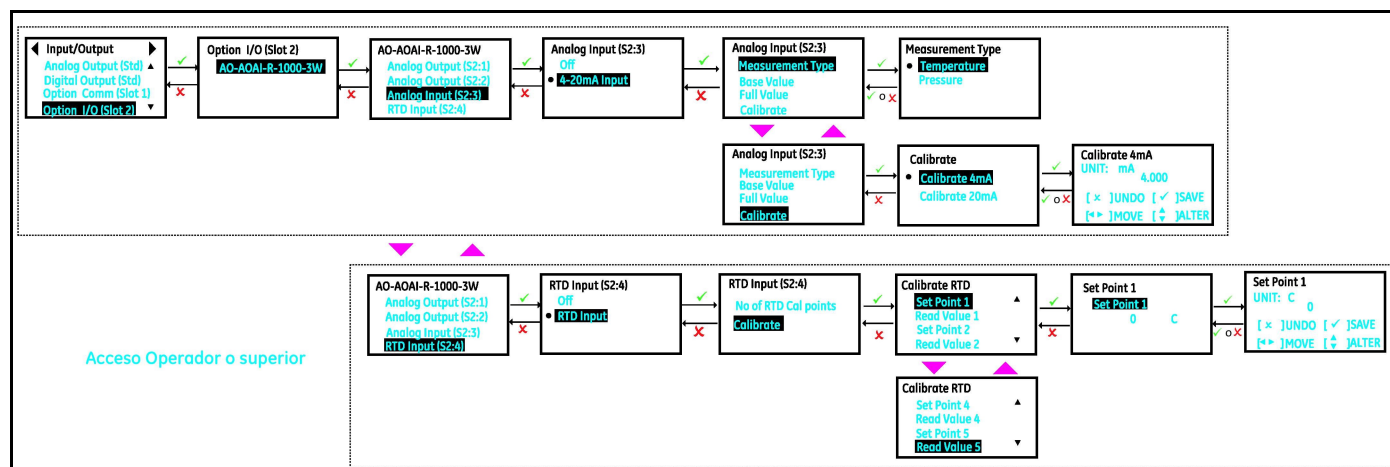 Input/Output
Analog Output (Std)
Digital Output (Std)
Option Comm (Slot 1)
Option I/O (Slot 2)
Option I/O (Slot 2)
AO-AOAI-R-1000-3W
AO-AOAI-R-1000-3W
Analog Output (S2:1)
Analog Output (S2:2)
Analog Input (S2:3)
RTD Input (S2:4)
Analog Input (S2:3)
Off
4-20mA Input
Analog Input (S2:3)
Measurement Type
Base Value
Full Value
Calibrate
Measurement Type
Temperature
Pressure
✓ o ✗
Analog Input (S2:3)
Measurement Type
Base Value
Full Value
Calibrate
Calibrate
Calibrate 4mA
Calibrate 20mA
✓ o ✗
Calibrate 4mA
UNIT: mA
4.000
[ × ]UNDO [ ✓ ]SAVE
[◄► ]MOVE [▲▼ ]ALTER
AO-AOAI-R-1000-3W
Analog Output (S2:1)
Analog Output (S2:2)
Analog Input (S2:3)
RTD Input (S2:4)
RTD Input (S2:4)
Off
RTD Input
RTD Input (S2:4)
No of RTD Cal points
Calibrate
Calibrate RTD
Set Point 1
Read Value 1
Set Point 2
Read Value 2
Set Point 1
Set Point 1
0 C
✓ o ✗
Set Point 1
UNIT: C
0
[ × ]UNDO [ ✓ ]SAVE
[◄► ]MOVE [▲▼ ]ALTER
Acceso Operador o superior
Calibrate RTD
Set Point 4
Read Value 4
Set Point 5
Read Value 5